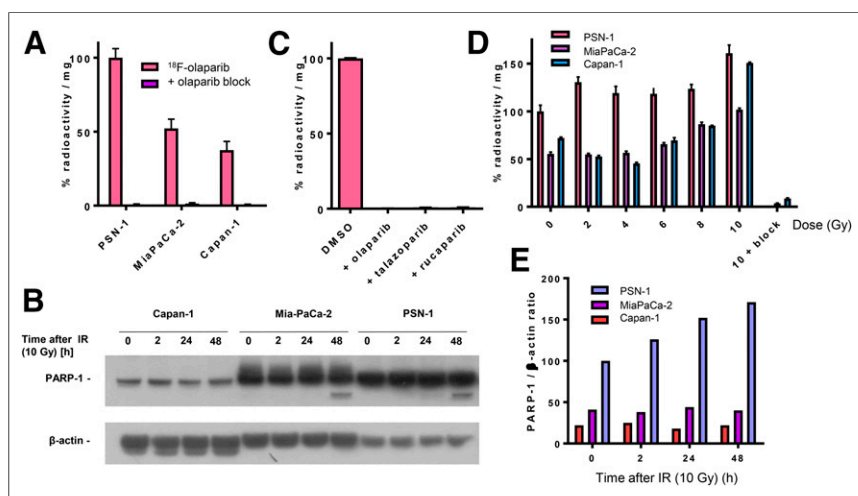 A
% radioactivity / mg
100
50
0
¹⁸F-olaparib
+ olaparib block
PSN-1
MiaPaCa-2
Capan-1
C
% radioactivity / mg
100
50
0
DMSO
+ olaparib
+ talazoparib
+ rucaparib
D
% radioactivity / mg
150
100
50
0
PSN-1
MiaPaCa-2
Capan-1
0
2
4
6
8
10
10 + block
Dose (Gy)
B
Capan-1
Mia-PaCa-2
PSN-1
Time after IR
(10 Gy) [h]
0 2 24 48 0 2 24 48 0 2 24 48
PARP-1 -
β-actin -
E
PARP-1 / β-actin ratio
200
150
100
50
0
PSN-1
MiaPaCa-2
Capan-1
0
2
24
48
Time after IR (10 Gy) (h)